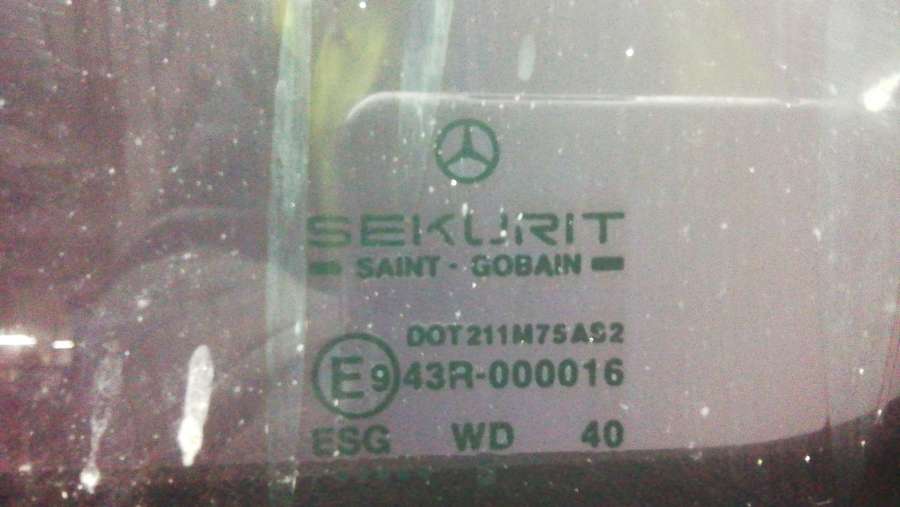 SEKURIT
SAINT - GOBAIN
DOT211M75AS2
E9 43R-000016
ESG WD 40